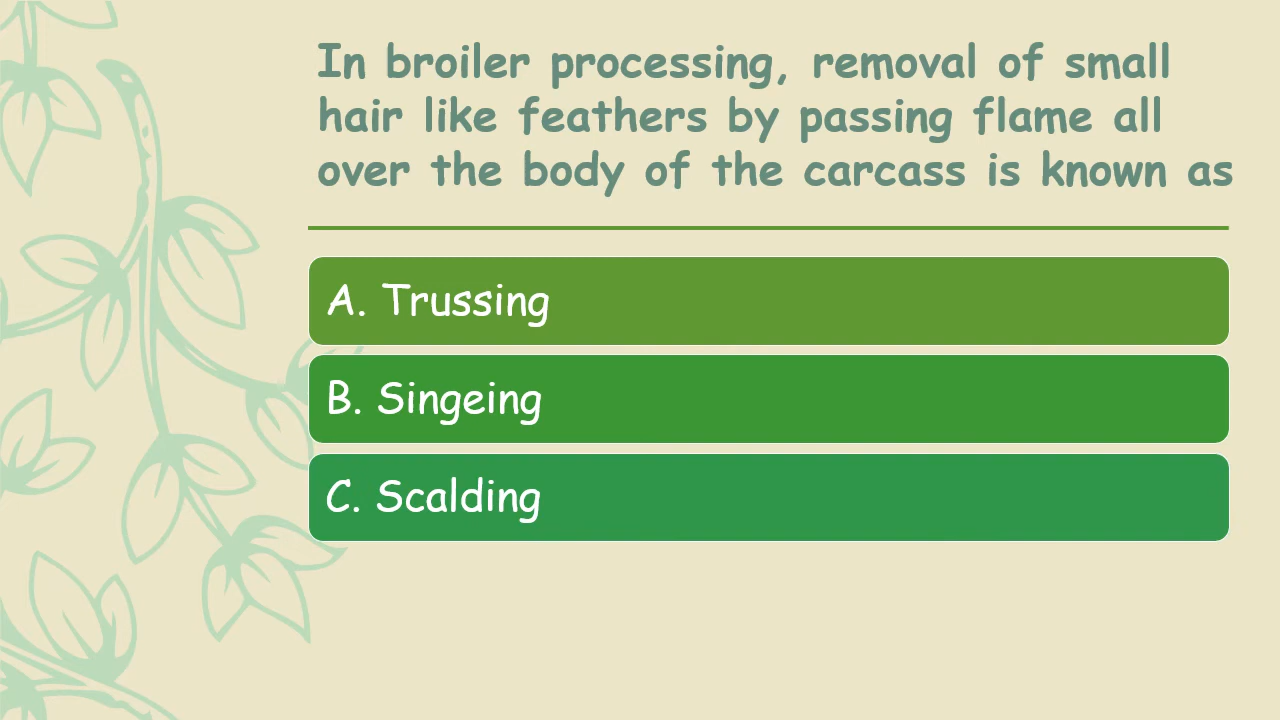 In broiler processing, removal of small
hair like feathers by passing flame all
over the body of the carcass is known as
A. Trussing
B. Singeing
C. Scalding